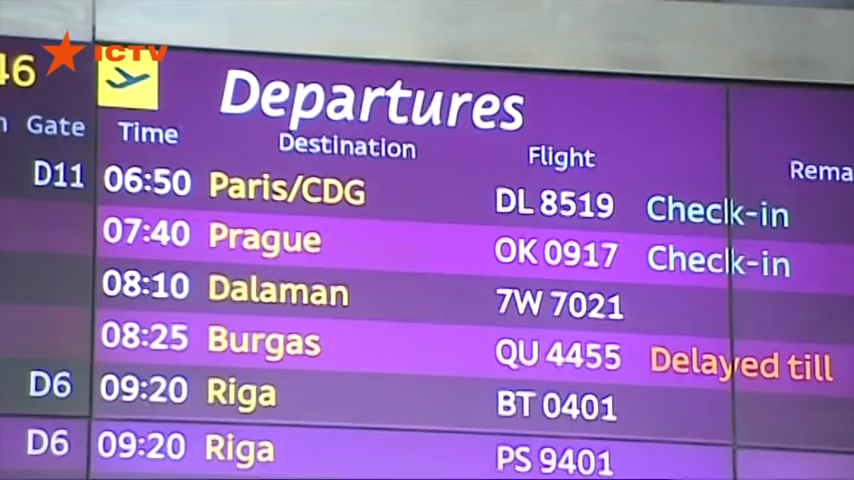 ICTV
46
Departures
Gate Time Destination Flight
D11 06:50 Paris/CDG DL 8519 Check-in
07:40 Prague OK 0917 Check-in
08:10 Dalaman 7W 7021
08:25 Burgas QU 4455 Delayed till
D6 09:20 Riga BT 0401
D6 09:20 Riga PS 9401